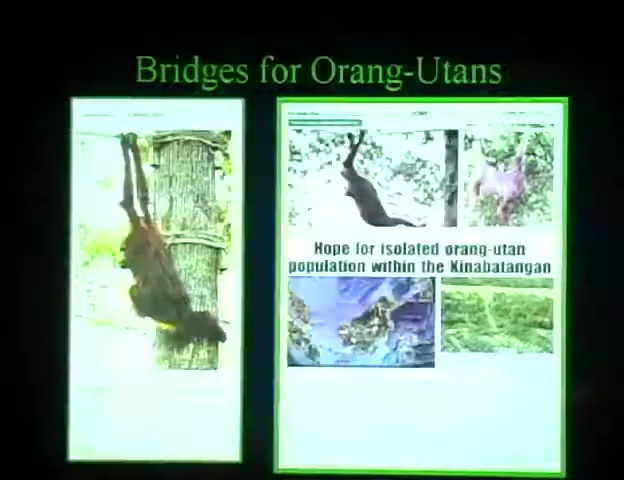 Bridges for Orang-Utans
Hope for isolated orang-utan
population within the Kinabatangan